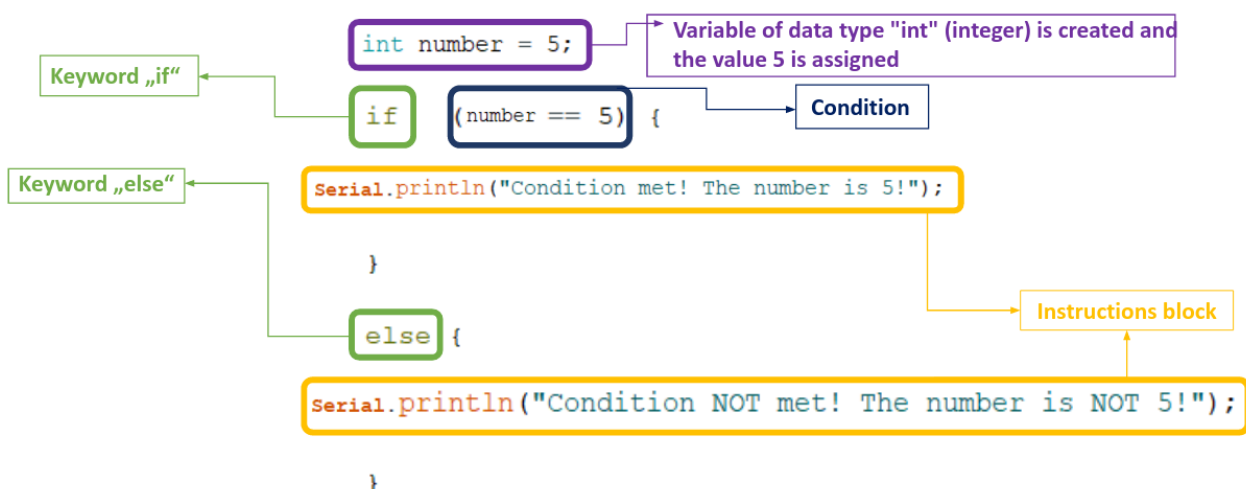 int number = 5;
Variable of data type "int" (integer) is created and
the value 5 is assigned
Keyword „if“
if (number == 5) {
Condition
Keyword „else“
Serial.println("Condition met! The number is 5!");
}
Instructions block
else {
Serial.println("Condition NOT met! The number is NOT 5!");
}